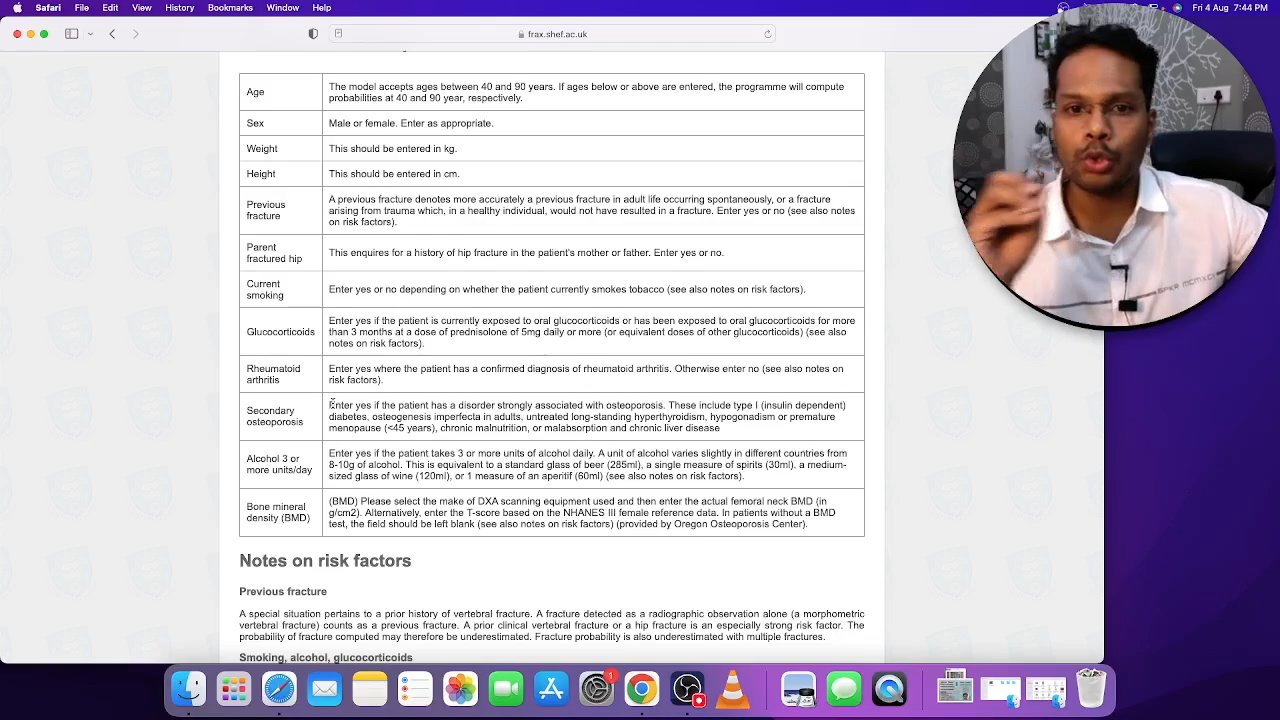 Safari File Edit View History Bookmarks Window Help
Fri 4 Aug 7:44 PM
frax.shef.ac.uk
Age
The model accepts ages between 40 and 90 years. If ages below or above are entered, the programme will compute
probabilities at 40 and 90 year, respectively.
Sex
Male or female. Enter as appropriate.
Weight
This should be entered in kg.
Height
This should be entered in cm.
Previous
fracture
A previous fracture denotes more accurately a previous fracture in adult life occurring spontaneously, or a fracture
arising from trauma which, in a healthy individual, would not have resulted in a fracture. Enter yes or no (see also notes
on risk factors).
Parent
fractured hip
This enquires for a history of hip fracture in the patient's mother or father. Enter yes or no.
Current
smoking
Enter yes or no depending on whether the patient currently smokes tobacco (see also notes on risk factors).
Glucocorticoids
Enter yes if the patient is currently exposed to oral glucocorticoids or has been exposed to oral glucocorticoids for more
than 3 months at a dose of prednisolone of 5mg daily or more (or equivalent doses of other glucocorticoids) (see also
notes on risk factors).
Rheumatoid
arthritis
Enter yes where the patient has a confirmed diagnosis of rheumatoid arthritis. Otherwise enter no (see also notes on
risk factors).
Secondary
osteoporosis
Enter yes if the patient has a disorder strongly associated with osteoporosis. These include type I (insulin dependent)
diabetes, osteogenesis imperfecta in adults, untreated long-standing hyperthyroidism, hypogonadism or premature
menopause (<45 years), chronic malnutrition, or malabsorption and chronic liver disease
Alcohol 3 or
more units/day
Enter yes if the patient takes 3 or more units of alcohol daily. A unit of alcohol varies slightly in different countries from
8-10g of alcohol. This is equivalent to a standard glass of beer (285ml), a single measure of spirits (30ml), a medium-
sized glass of wine (120ml), or 1 measure of an aperitif (60ml) (see also notes on risk factors).
Bone mineral
density (BMD)
(BMD) Please select the make of DXA scanning equipment used and then enter the actual femoral neck BMD (in
g/cm2). Alternatively, enter the T-score based on the NHANES III female reference data. In patients without a BMD
test, the field should be left blank (see also notes on risk factors) (provided by Oregon Osteoporosis Center).
Notes on risk factors
Previous fracture
A special situation pertains to a prior history of vertebral fracture. A fracture detected as a radiographic observation alone (a morphometric
vertebral fracture) counts as a previous fracture. A prior clinical vertebral fracture or a hip fracture is an especially strong risk factor. The
probability of fracture computed may therefore be underestimated. Fracture probability is also underestimated with multiple fractures.
Smoking, alcohol, glucocorticoids
1